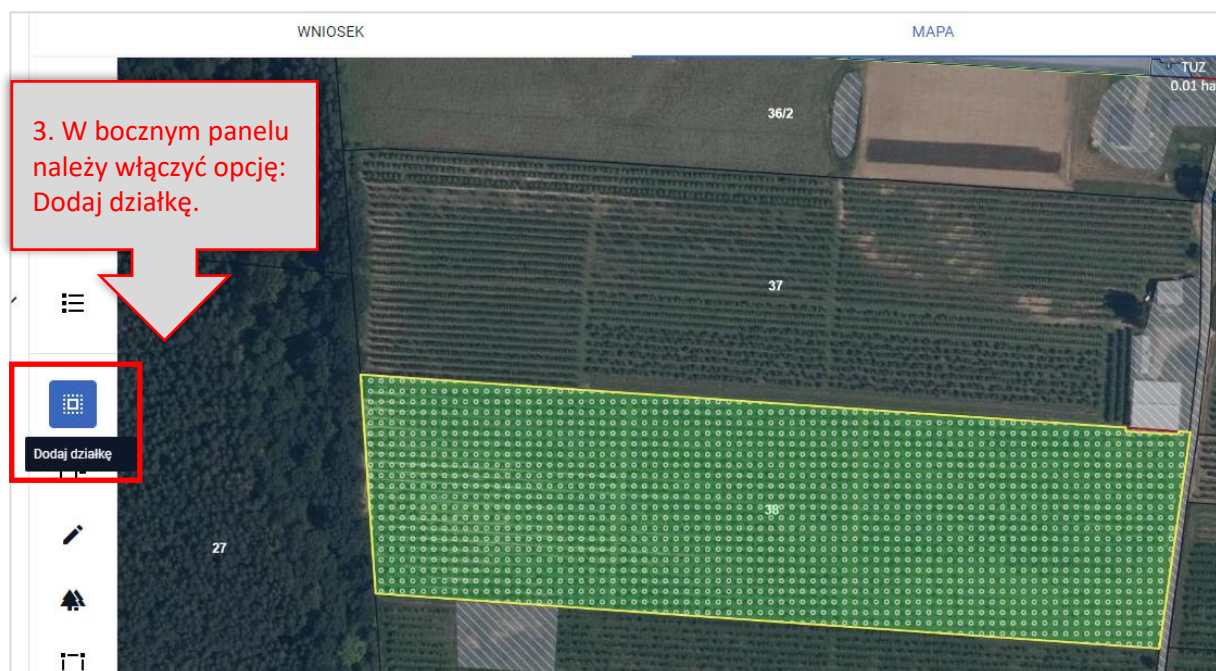 WNIOSEK
MAPA
TUZ
0.01 ha
36/2
3. W bocznym panelu
należy włączyć opcję:
Dodaj działkę.
37
Dodaj działkę
38
27